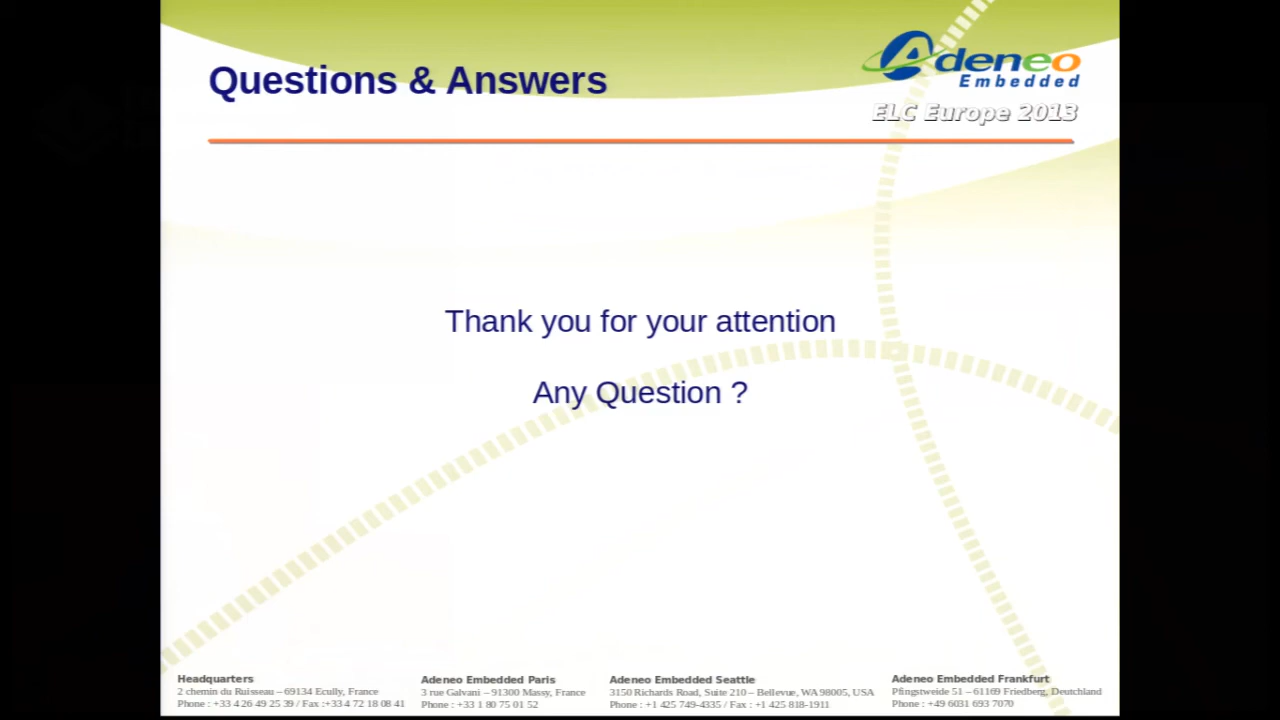 Questions & Answers
Adeneo
Embedded
ELC Europe 2013
Thank you for your attention
Any Question ?
Headquarters
2 chemin du Ruisseau – 69134 Ecully, France
Phone : +33 4 26 49 25 39 / Fax :+33 4 72 18 08 41
Adeneo Embedded Paris
3 rue Galvani – 91300 Massy, France
Phone : +33 1 80 75 01 52
Adeneo Embedded Seattle
3150 Richards Road, Suite 210 – Bellevue, WA 98005, USA
Phone : +1 425 749-4335 / Fax : +1 425 818-1911
Adeneo Embedded Frankfurt
Pfingstweide 51 – 61169 Friedberg, Deutchland
Phone : +49 6031 693 7070